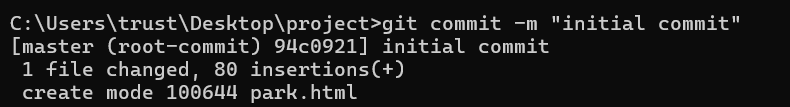 C:\Users\trust\Desktop\project>git commit -m "initial commit"
[master (root-commit) 94c0921] initial commit
 1 file changed, 80 insertions(+)
 create mode 100644 park.html